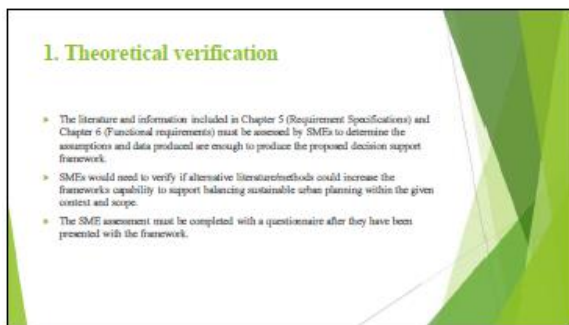 1. Theoretical verification
The literature and information included in Chapter 5 (Requirement Specifications) and
Chapter 6 (Functional requirements) must be assessed by SMEs to determine the
assumptions and data produced are enough to produce the proposed decision support
framework.
SMEs would need to verify if alternative literature/methods could increase the
frameworks capability to support balancing sustainable urban planning within the given
context and scope.
The SME assessment must be completed with a questionnaire after they have been
presented with the framework.